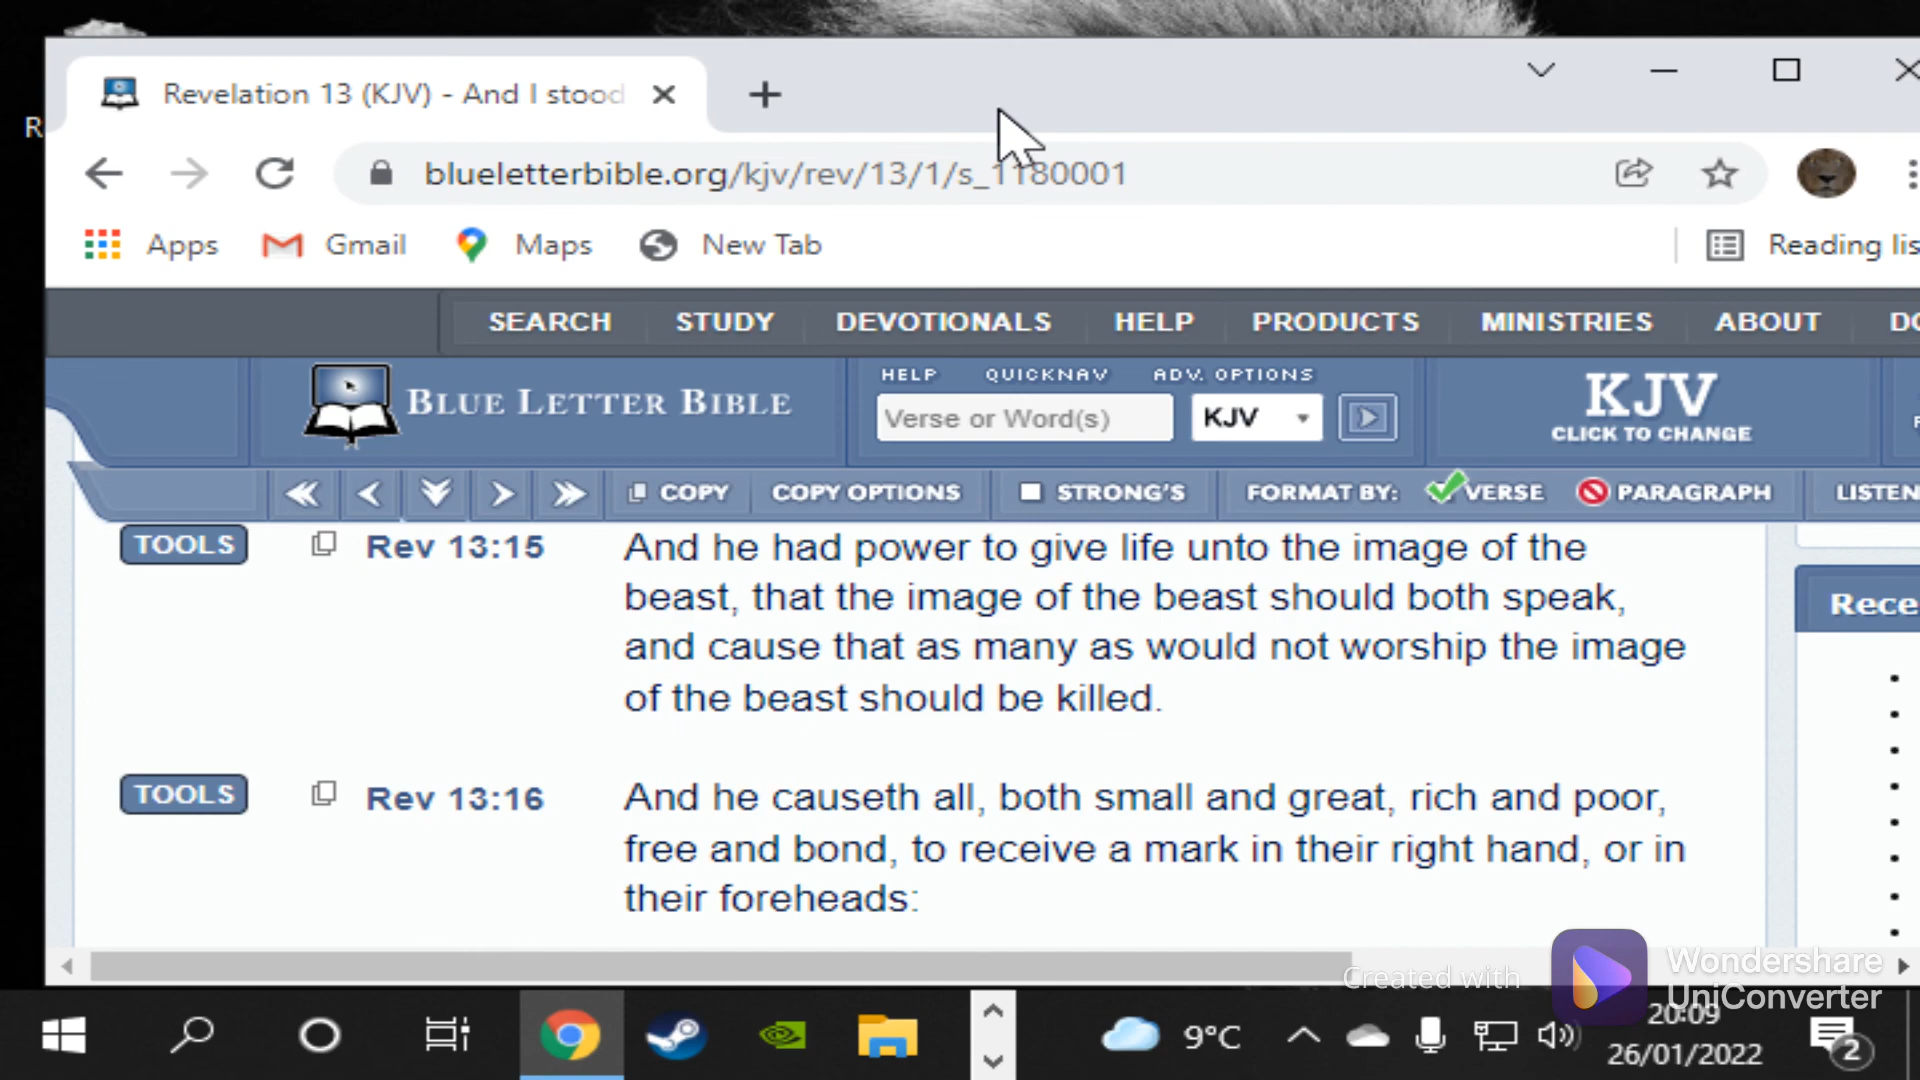 R
Revelation 13 (KJV) - And I stood
blueletterbible.org/kjv/rev/13/1/s_1180001
Apps Gmail Maps New Tab Reading lis
SEARCH STUDY DEVOTIONALS HELP PRODUCTS MINISTRIES ABOUT DO
HELP QUICKNAV ADV. OPTIONS
BLUE LETTER BIBLE
Verse or Word(s) KJV
KJV
CLICK TO CHANGE
COPY COPY OPTIONS STRONG'S FORMAT BY: VERSE PARAGRAPH LISTEN
TOOLS Rev 13:15 And he had power to give life unto the image of the
beast, that the image of the beast should both speak,
and cause that as many as would not worship the image
of the beast should be killed.
Rece
TOOLS Rev 13:16 And he causeth all, both small and great, rich and poor,
free and bond, to receive a mark in their right hand, or in
their foreheads:
Created with Wondershare
UniConverter
9°C
20:09
26/01/2022
2